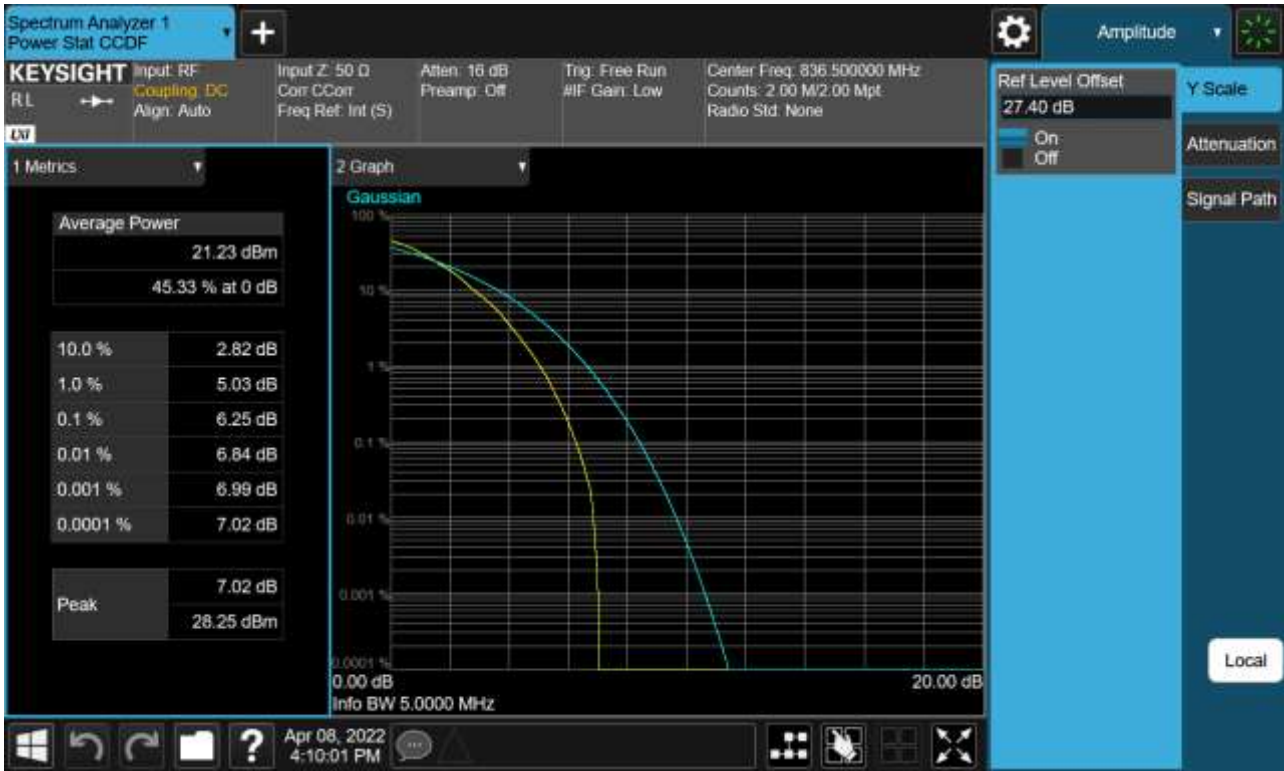 Spectrum Analyzer 1
Power Stat CCDF
+
Amplitude
KEYSIGHT
RL
LXI
Input: RF
Coupling: DC
Align: Auto
Input Z: 50 Ω
Corr CCorr
Freq Ref: Int (S)
Atten: 16 dB
Preamp: Off
Trig: Free Run
#IF Gain: Low
Center Freq: 836.500000 MHz
Counts: 2.00 M/2.00 Mpt
Radio Std: None
Ref Level Offset
27.40 dB
On
Off
Y Scale
Attenuation
Signal Path
Local
1 Metrics
Average Power
21.23 dBm
45.33 % at 0 dB
10.0 % 2.82 dB
1.0 % 5.03 dB
0.1 % 6.25 dB
0.01 % 6.84 dB
0.001 % 6.99 dB
0.0001 % 7.02 dB
Peak
7.02 dB
28.25 dBm
2 Graph
Gaussian
100 %
10 %
1 %
0.1 %
0.01 %
0.001 %
0.0001 %
0.00 dB 20.00 dB
Info BW 5.0000 MHz
?
Apr 08, 2022
4:10:01 PM